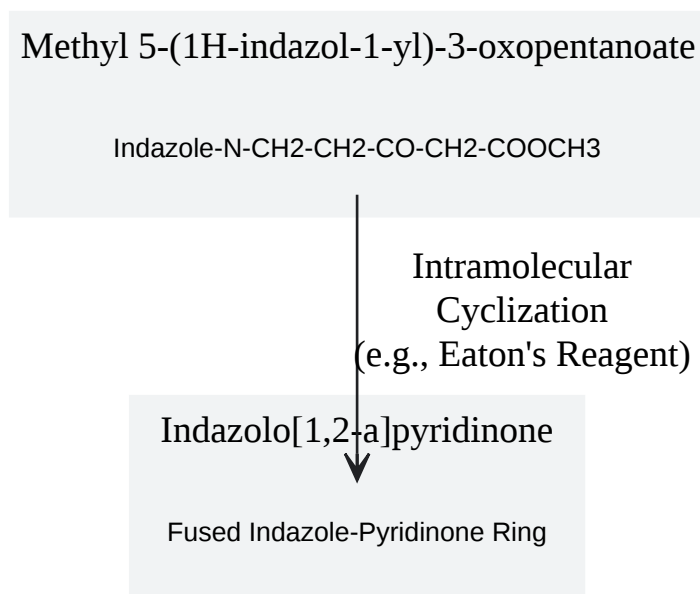 Methyl 5-(1H-indazol-1-yl)-3-oxopentanoate
Indazole-N-CH2-CH2-CO-CH2-COOCH3
Intramolecular
Cyclization
(e.g., Eaton's Reagent)
Indazolo[1,2-a]pyridinone
Fused Indazole-Pyridinone Ring